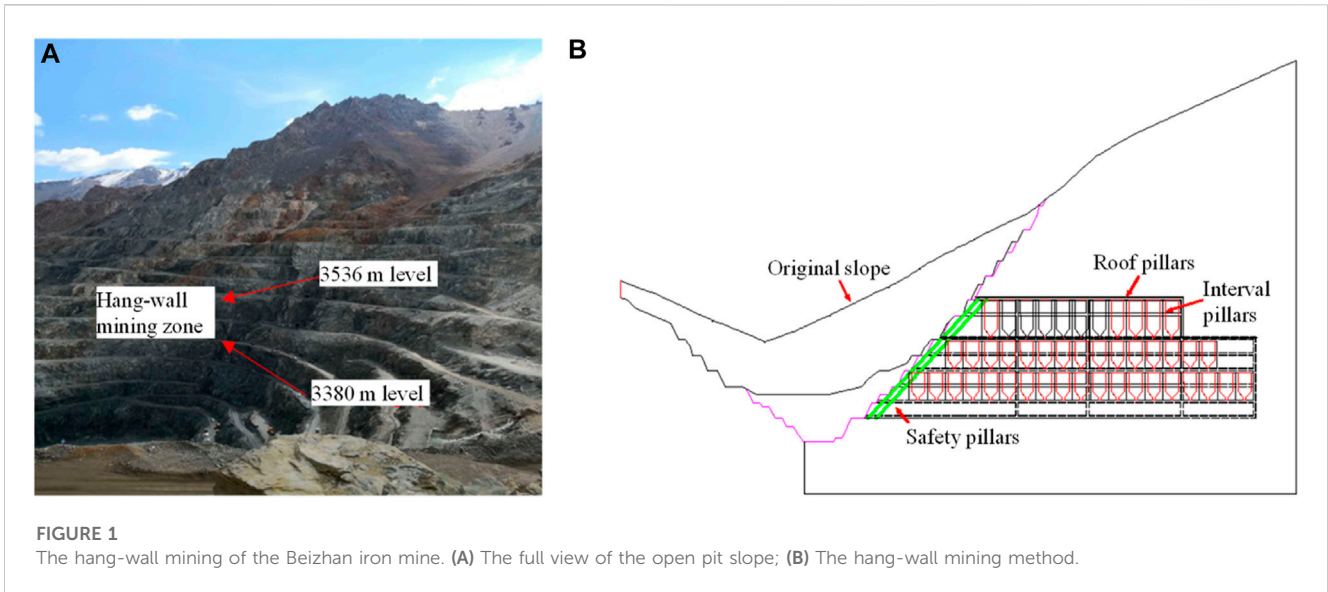 A
3536 m level
Hang-wall
mining zone
3380 m level
B
Original slope
Roof pillars
Interval
pillars
Safety pillars
FIGURE 1
The hang-wall mining of the Beizhan iron mine. (A) The full view of the open pit slope; (B) The hang-wall mining method.